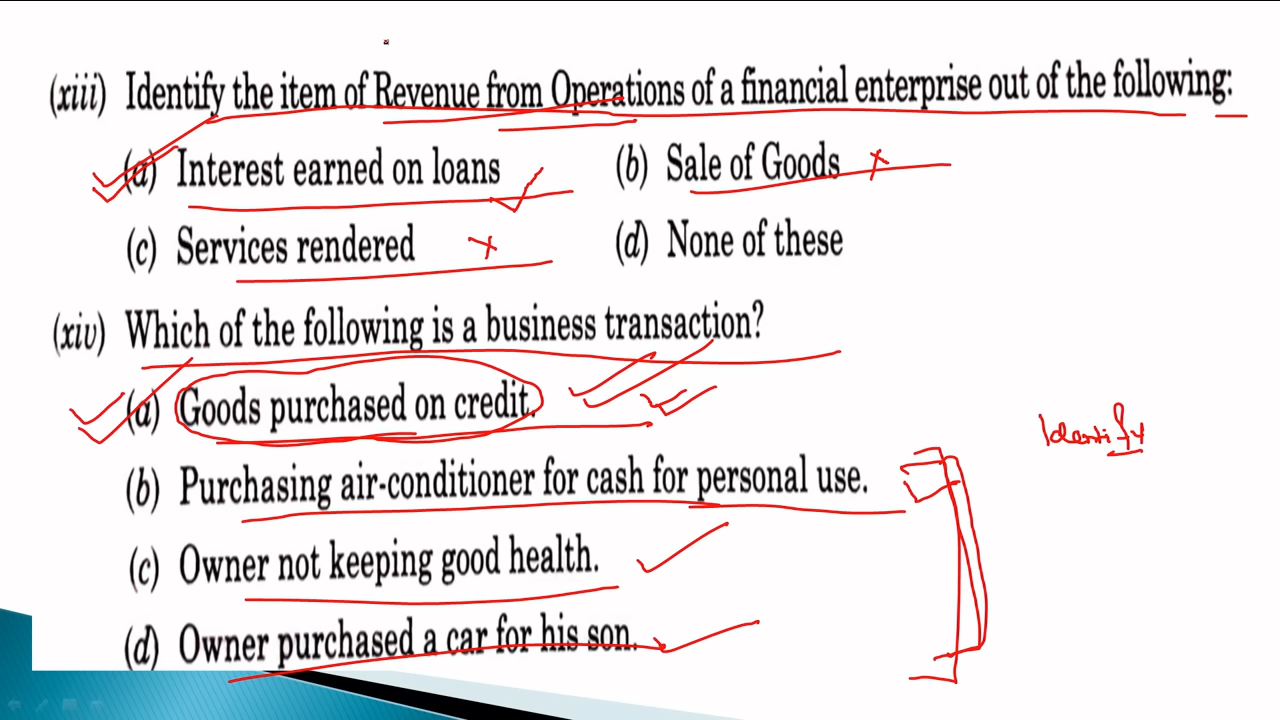 (xiii) Identify the item of Revenue from Operations of a financial enterprise out of the following:
(a) Interest earned on loans (b) Sale of Goods
(c) Services rendered (d) None of these
(xiv) Which of the following is a business transaction?
(a) Goods purchased on credit.
Identify
(b) Purchasing air-conditioner for cash for personal use.
(c) Owner not keeping good health.
(d) Owner purchased a car for his son.